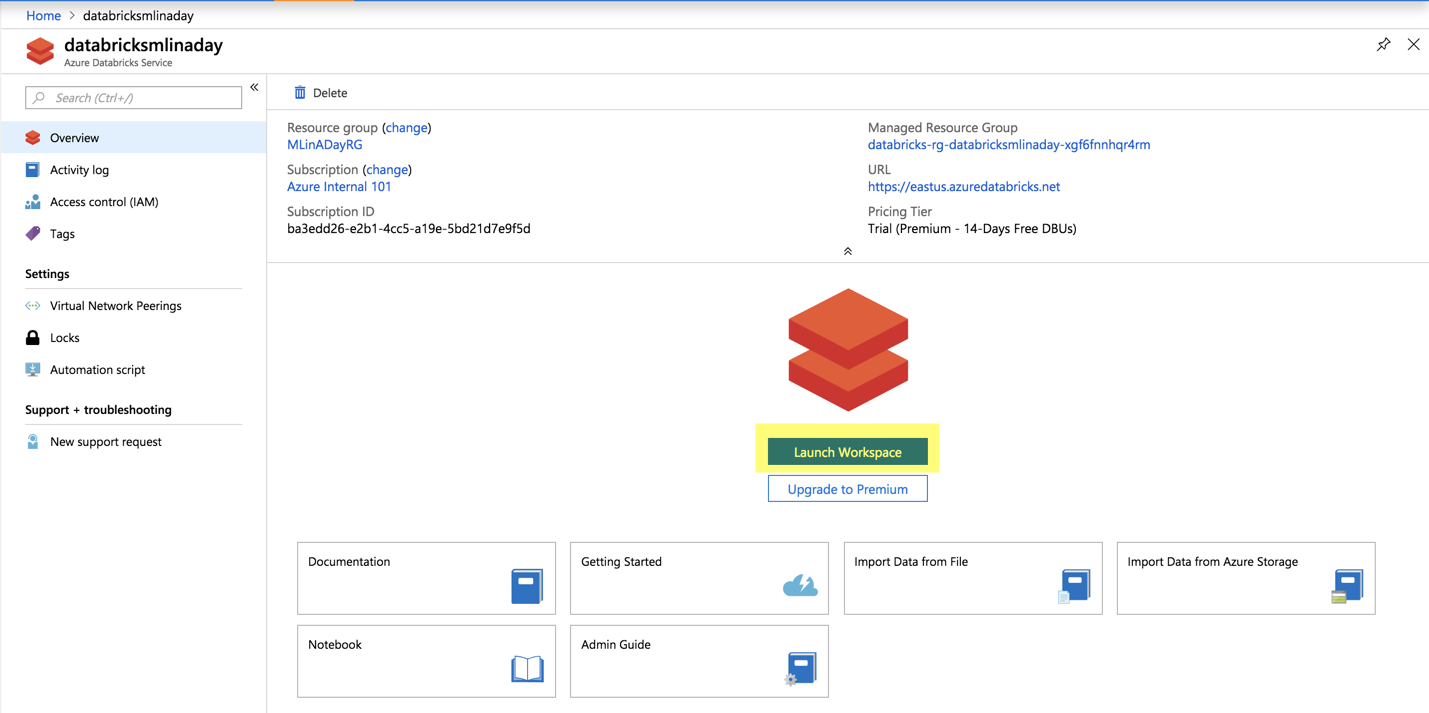 Home > databricksmlinaday
databricksmlinaday
Azure Databricks Service
Search (Ctrl+/)
«
Overview
Activity log
Access control (IAM)
Tags
Settings
Virtual Network Peerings
Locks
Automation script
Support + troubleshooting
New support request
Delete
Resource group (change)
MLinADayRG
Subscription (change)
Azure Internal 101
Subscription ID
ba3edd26-e2b1-4cc5-a19e-5bd21d7e9f5d
Managed Resource Group
databricks-rg-databricksmlinaday-xgf6fnnhqr4rm
URL
https://eastus.azuredatabricks.net
Pricing Tier
Trial (Premium - 14-Days Free DBUs)
Launch Workspace
Upgrade to Premium
Documentation
Getting Started
Import Data from File
Import Data from Azure Storage
Notebook
Admin Guide